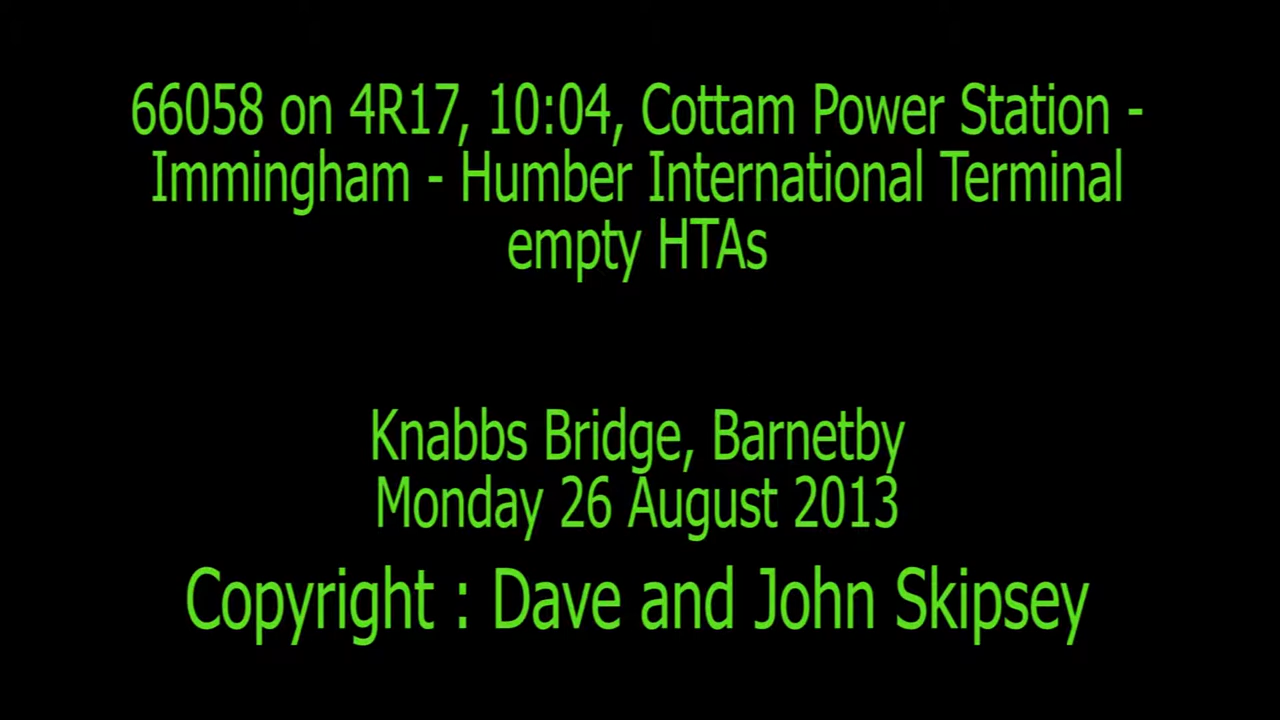 66058 on 4R17, 10:04, Cottam Power Station -
Immingham - Humber International Terminal
empty HTAs
Knabbs Bridge, Barnetby
Monday 26 August 2013
Copyright : Dave and John Skipsey